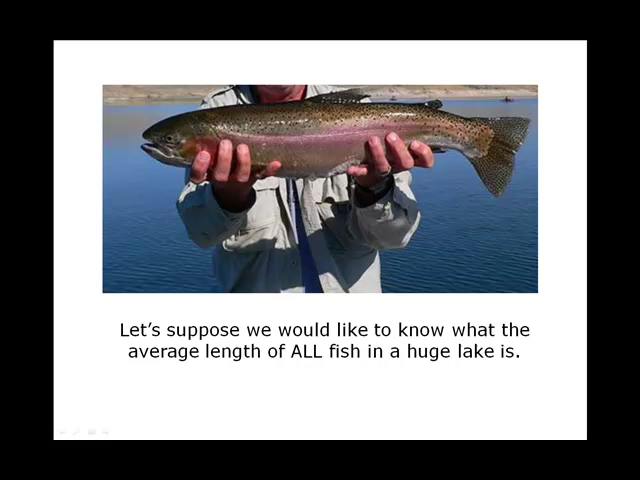 Let’s suppose we would like to know what the
average length of ALL fish in a huge lake is.